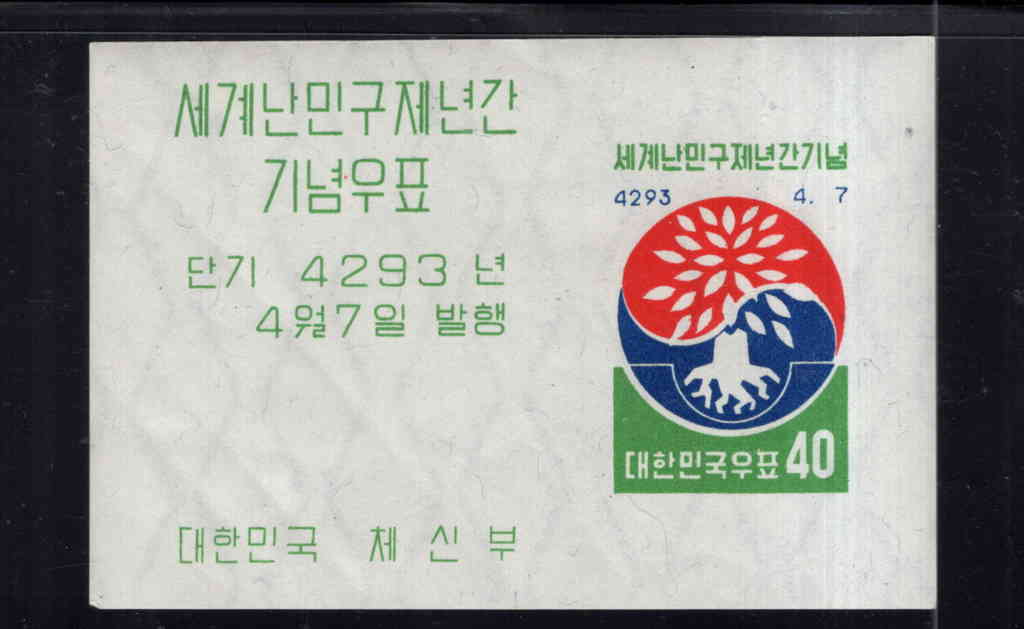 세계난민구제년간
기념우표
단기 4293 년
4월7일 발행
대한민국 체신부
세계난민구제년간기념
4293 4. 7
대한민국우표 40